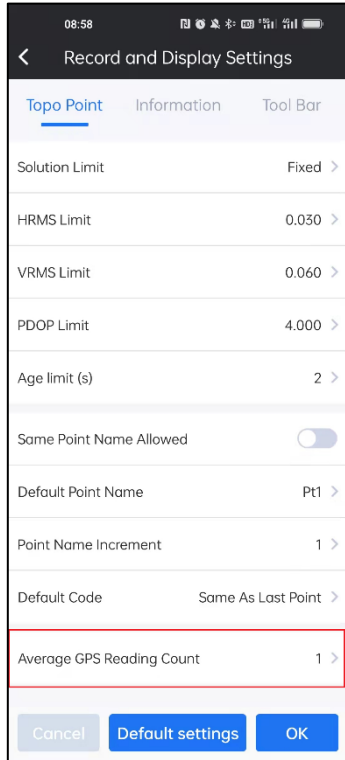 08:58
Record and Display Settings
Topo Point Information Tool Bar
Solution Limit Fixed
HRMS Limit 0.030
VRMS Limit 0.060
PDOP Limit 4.000
Age limit (s) 2
Same Point Name Allowed
Default Point Name Pt1
Point Name Increment 1
Default Code Same As Last Point
Average GPS Reading Count 1
Cancel Default settings OK